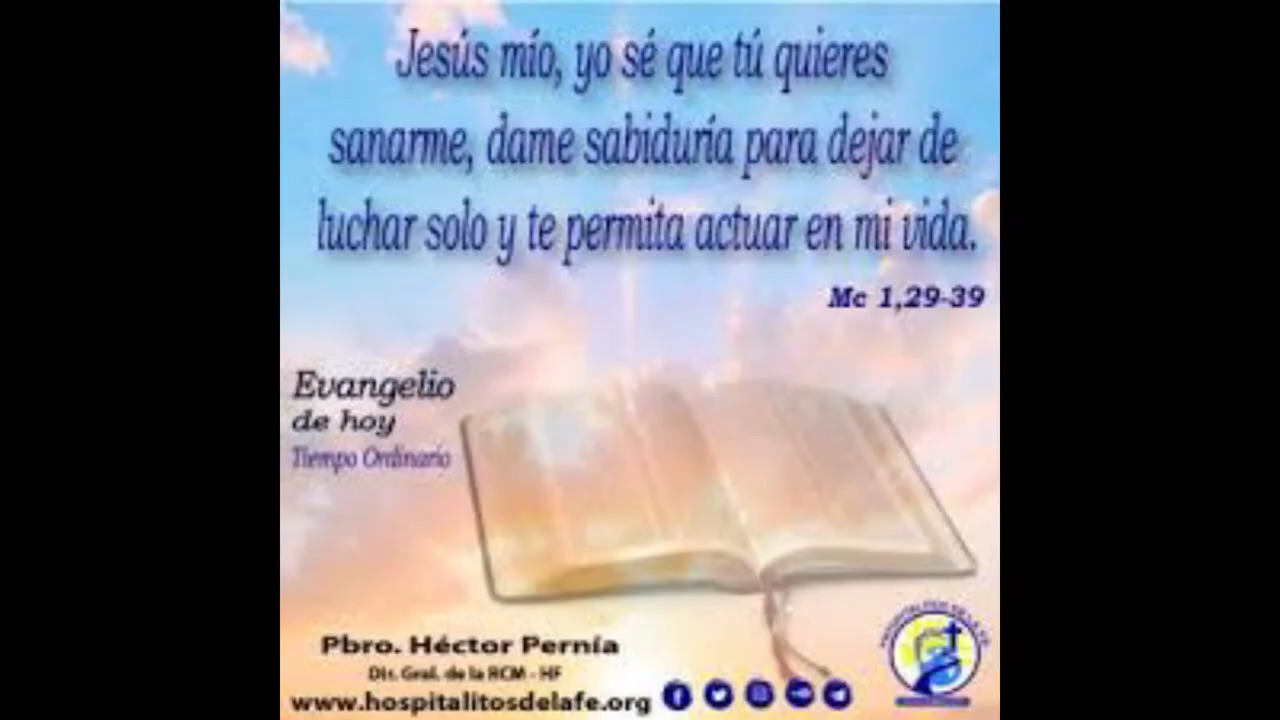 Jesús mío, yo sé que tú quieres
sanarme, dame sabiduría para dejar de
luchar solo y te permita actuar en mi vida.
Mc 1,29-39
Evangelio
de hoy
Tiempo Ordinario
Pbro. Héctor Pernía
Dir. Gral. de la RCM - HF
www.hospitalitosdelafe.org